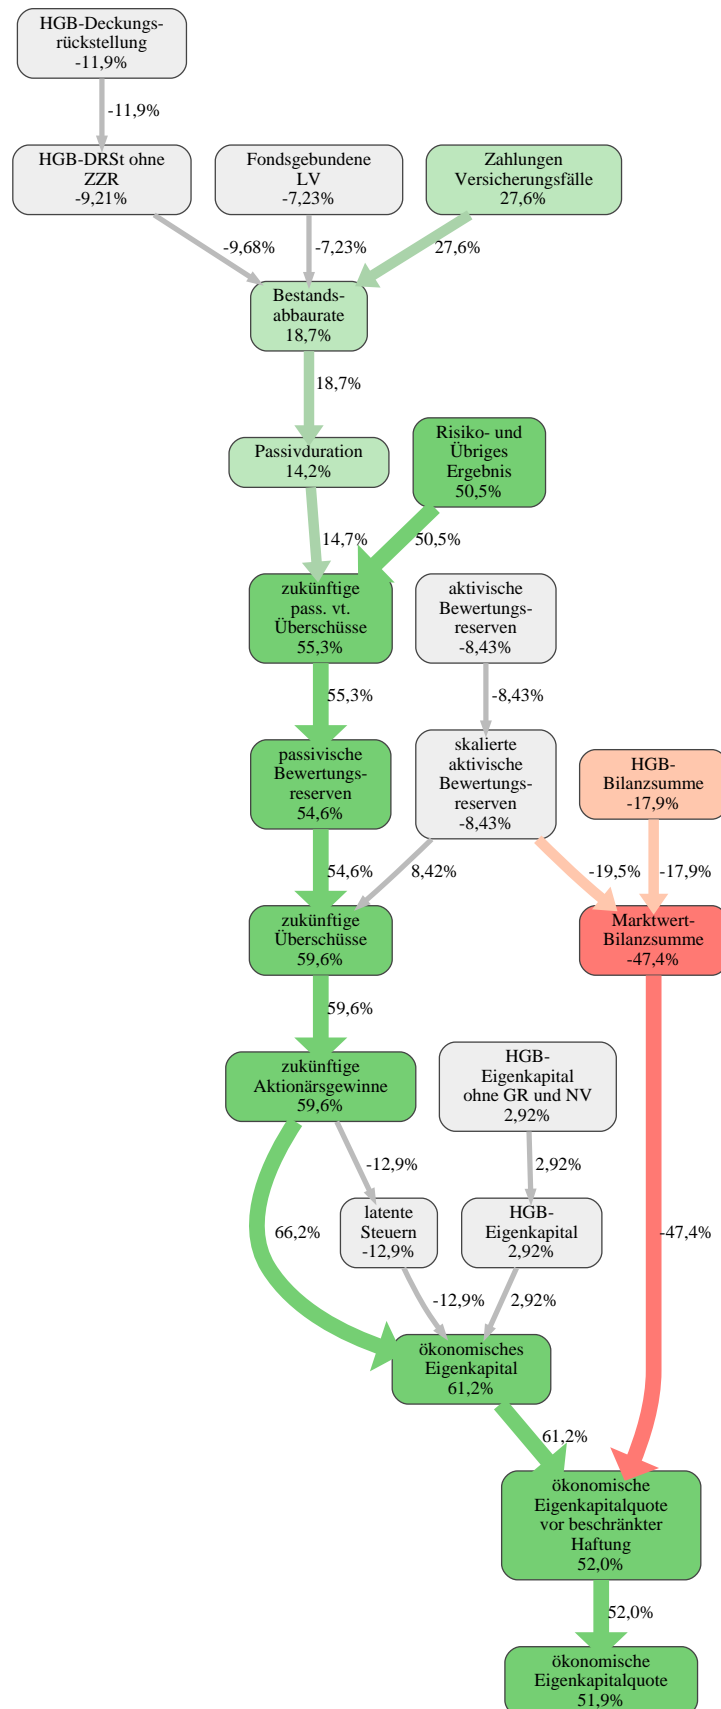 HGB-Deckungs-
rückstellung
-11,9%
-11,9%
HGB-DRSt ohne
ZZR
-9,21%
Fondsgebundene
LV
-7,23%
Zahlungen
Versicherungsfälle
27,6%
-9,68%
-7,23%
27,6%
Bestands-
abbaurate
18,7%
18,7%
Risiko- und
Übriges
Ergebnis
50,5%
Passivduration
14,2%
14,7%
50,5%
zukünftige
pass. vt.
Überschüsse
55,3%
aktivische
Bewertungs-
reserven
-8,43%
55,3%
-8,43%
passivische
Bewertungs-
reserven
54,6%
skalierte
aktivische
Bewertungs-
reserven
-8,43%
HGB-
Bilanzsumme
-17,9%
54,6%
8,42%
-19,5%
-17,9%
zukünftige
Überschüsse
59,6%
Marktwert-
Bilanzsumme
-47,4%
59,6%
zukünftige
Aktionärsgewinne
59,6%
HGB-
Eigenkapital
ohne GR und NV
2,92%
-12,9%
2,92%
66,2%
latente
Steuern
-12,9%
HGB-
Eigenkapital
2,92%
-47,4%
-12,9%
2,92%
ökonomisches
Eigenkapital
61,2%
61,2%
ökonomische
Eigenkapitalquote
vor beschränkter
Haftung
52,0%
52,0%
ökonomische
Eigenkapitalquote
51,9%